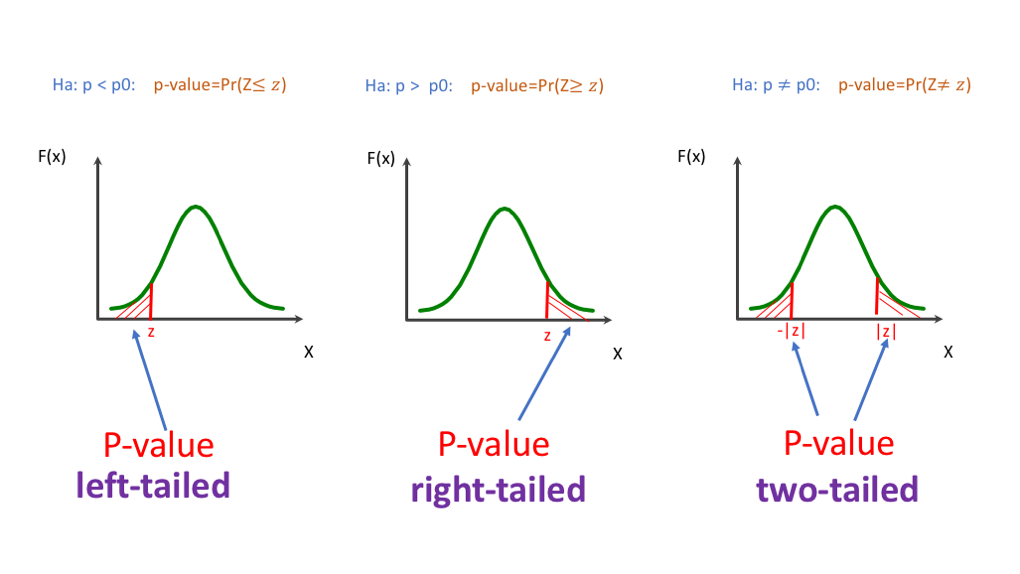 Ha: p < p0: p-value=Pr(Z≤ z)
Ha: p > p0: p-value=Pr(Z≥ z)
Ha: p ≠ p0: p-value=Pr(Z≠ z)
F(x)
F(x)
F(x)
z
z
-|z|
|z|
X
X
X
P-value
left-tailed
P-value
right-tailed
P-value
two-tailed